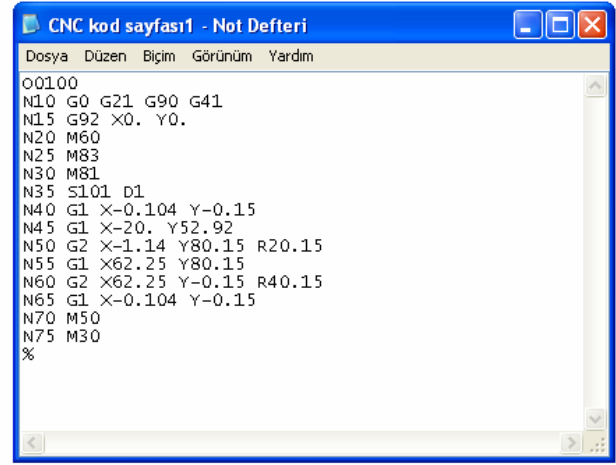 CNC kod sayfası1 - Not Defteri
Dosya Düzen Biçim Görünüm Yardım
O0100
N10 G0 G21 G90 G41
N15 G92 X0. Y0.
N20 M60
N25 M83
N30 M81
N35 S101 D1
N40 G1 X-0.104 Y-0.15
N45 G1 X-20. Y52.92
N50 G2 X-1.14 Y80.15 R20.15
N55 G1 X62.25 Y80.15
N60 G2 X62.25 Y-0.15 R40.15
N65 G1 X-0.104 Y-0.15
N70 M50
N75 M30
%